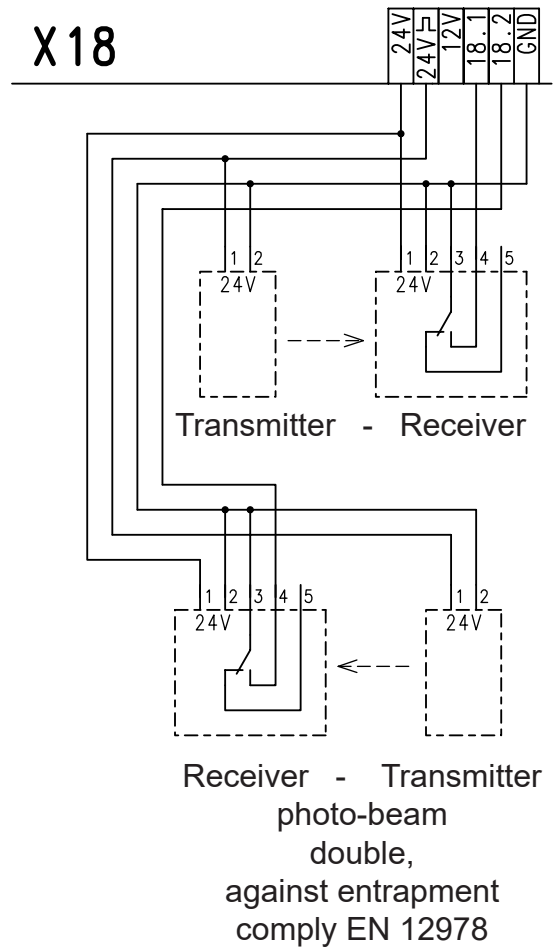 X18
24V
24V
12V
18.1
18.2
GND
1 2
24V
1 2 3 4 5
24V
Transmitter - Receiver
1 2 3 4 5
24V
1 2
24V
Receiver - Transmitter
photo-beam
double,
against entrapment
comply EN 12978